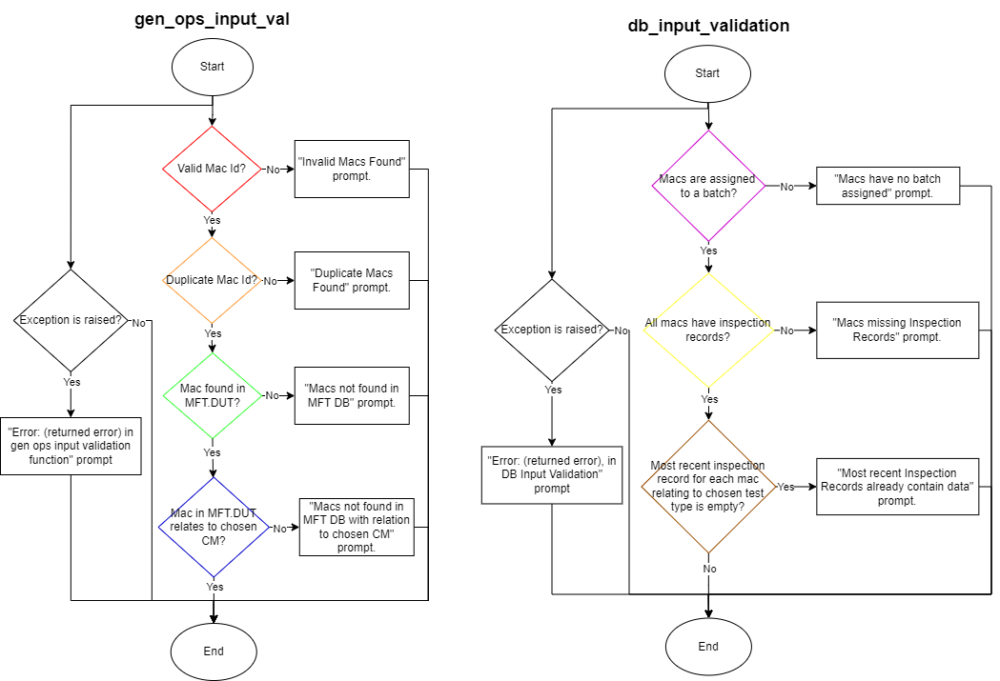 gen_ops_input_val
Start
Valid Mac Id?
No
"Invalid Macs Found"
prompt.
Yes
Duplicate Mac Id?
No
"Duplicate Macs
Found" prompt.
Yes
Exception is raised?
No
Yes
"Error: (returned error) in
gen ops input validation
function" prompt
Mac found in
MFT.DUT?
No
"Macs not found in
MFT DB" prompt.
Yes
Mac in MFT.DUT
relates to chosen
CM?
No
"Macs not found in
MFT DB with relation
to chosen CM"
prompt.
Yes
End
db_input_validation
Start
Macs are assigned
to a batch?
No
"Macs have no batch
assigned" prompt.
Yes
Exception is raised?
No
Yes
"Error: (returned error), in
DB Input Validation"
prompt
All macs have inspection
records?
No
"Macs missing Inspection
Records" prompt.
Yes
Most recent inspection
record for each mac
relating to chosen test
type is empty?
Yes
"Most recent Inspection
Records already contain data"
prompt.
No
End